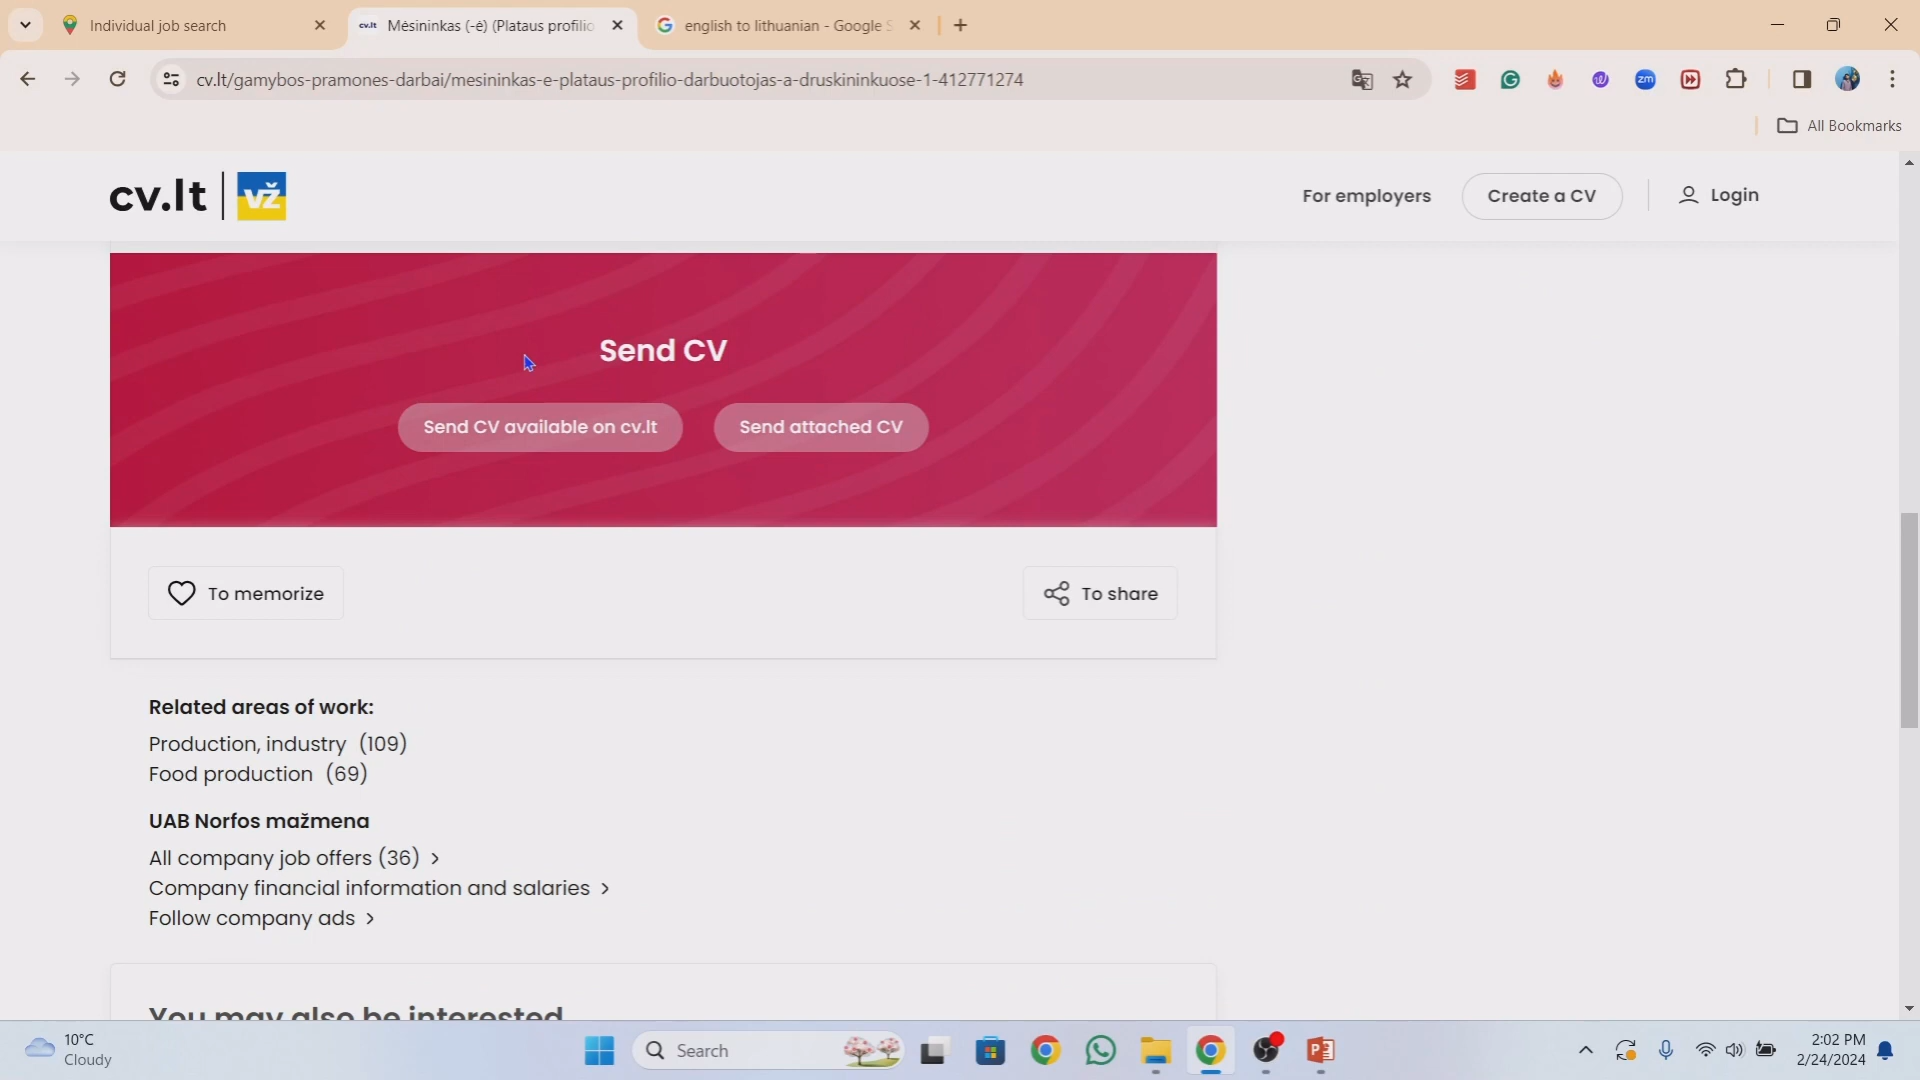 Individual job search
cv.lt
Mėsininkas (-ė) (Plataus profilio
english to lithuanian - Google S
cv.lt/gamybos-pramones-darbai/mesininkas-e-plataus-profilio-darbuotojas-a-druskininkuose-1-412771274
zm
All Bookmarks
cv.lt
vž
For employers
Create a CV
Login
Send CV
Send CV available on cv.lt
Send attached CV
To memorize
To share
Related areas of work:
Production, industry (109)
Food production (69)
UAB Norfos mažmena
All company job offers (36)
Company financial information and salaries
Follow company ads
You may also be interested
10°C
Cloudy
Search
2:02 PM
2/24/2024